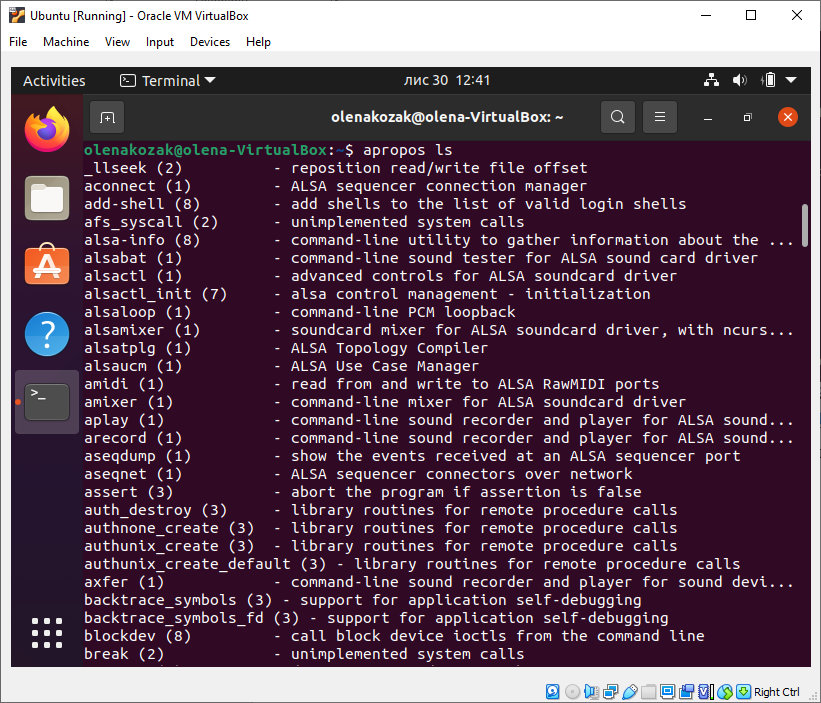 Ubuntu [Running] - Oracle VM VirtualBox
File Machine View Input Devices Help
Activities Terminal лис 30 12:41
olenakozak@olena-VirtualBox: ~
olenakozak@olena-VirtualBox:~$ apropos ls
_llseek (2) - reposition read/write file offset
aconnect (1) - ALSA sequencer connection manager
add-shell (8) - add shells to the list of valid login shells
afs_syscall (2) - unimplemented system calls
alsa-info (8) - command-line utility to gather information about the ...
alsabat (1) - command-line sound tester for ALSA sound card driver
alsactl (1) - advanced controls for ALSA soundcard driver
alsactl_init (7) - alsa control management - initialization
alsaloop (1) - command-line PCM loopback
alsamixer (1) - soundcard mixer for ALSA soundcard driver, with ncurs...
alsatplg (1) - ALSA Topology Compiler
alsaucm (1) - ALSA Use Case Manager
amidi (1) - read from and write to ALSA RawMIDI ports
amixer (1) - command-line mixer for ALSA soundcard driver
aplay (1) - command-line sound recorder and player for ALSA sound...
arecord (1) - command-line sound recorder and player for ALSA sound...
aseqdump (1) - show the events received at an ALSA sequencer port
aseqnet (1) - ALSA sequencer connectors over network
assert (3) - abort the program if assertion is false
auth_destroy (3) - library routines for remote procedure calls
authnone_create (3) - library routines for remote procedure calls
authunix_create (3) - library routines for remote procedure calls
authunix_create_default (3) - library routines for remote procedure calls
axfer (1) - command-line sound recorder and player for sound devi...
backtrace_symbols (3) - support for application self-debugging
backtrace_symbols_fd (3) - support for application self-debugging
blockdev (8) - call block device ioctls from the command line
break (2) - unimplemented system calls
Right Ctrl